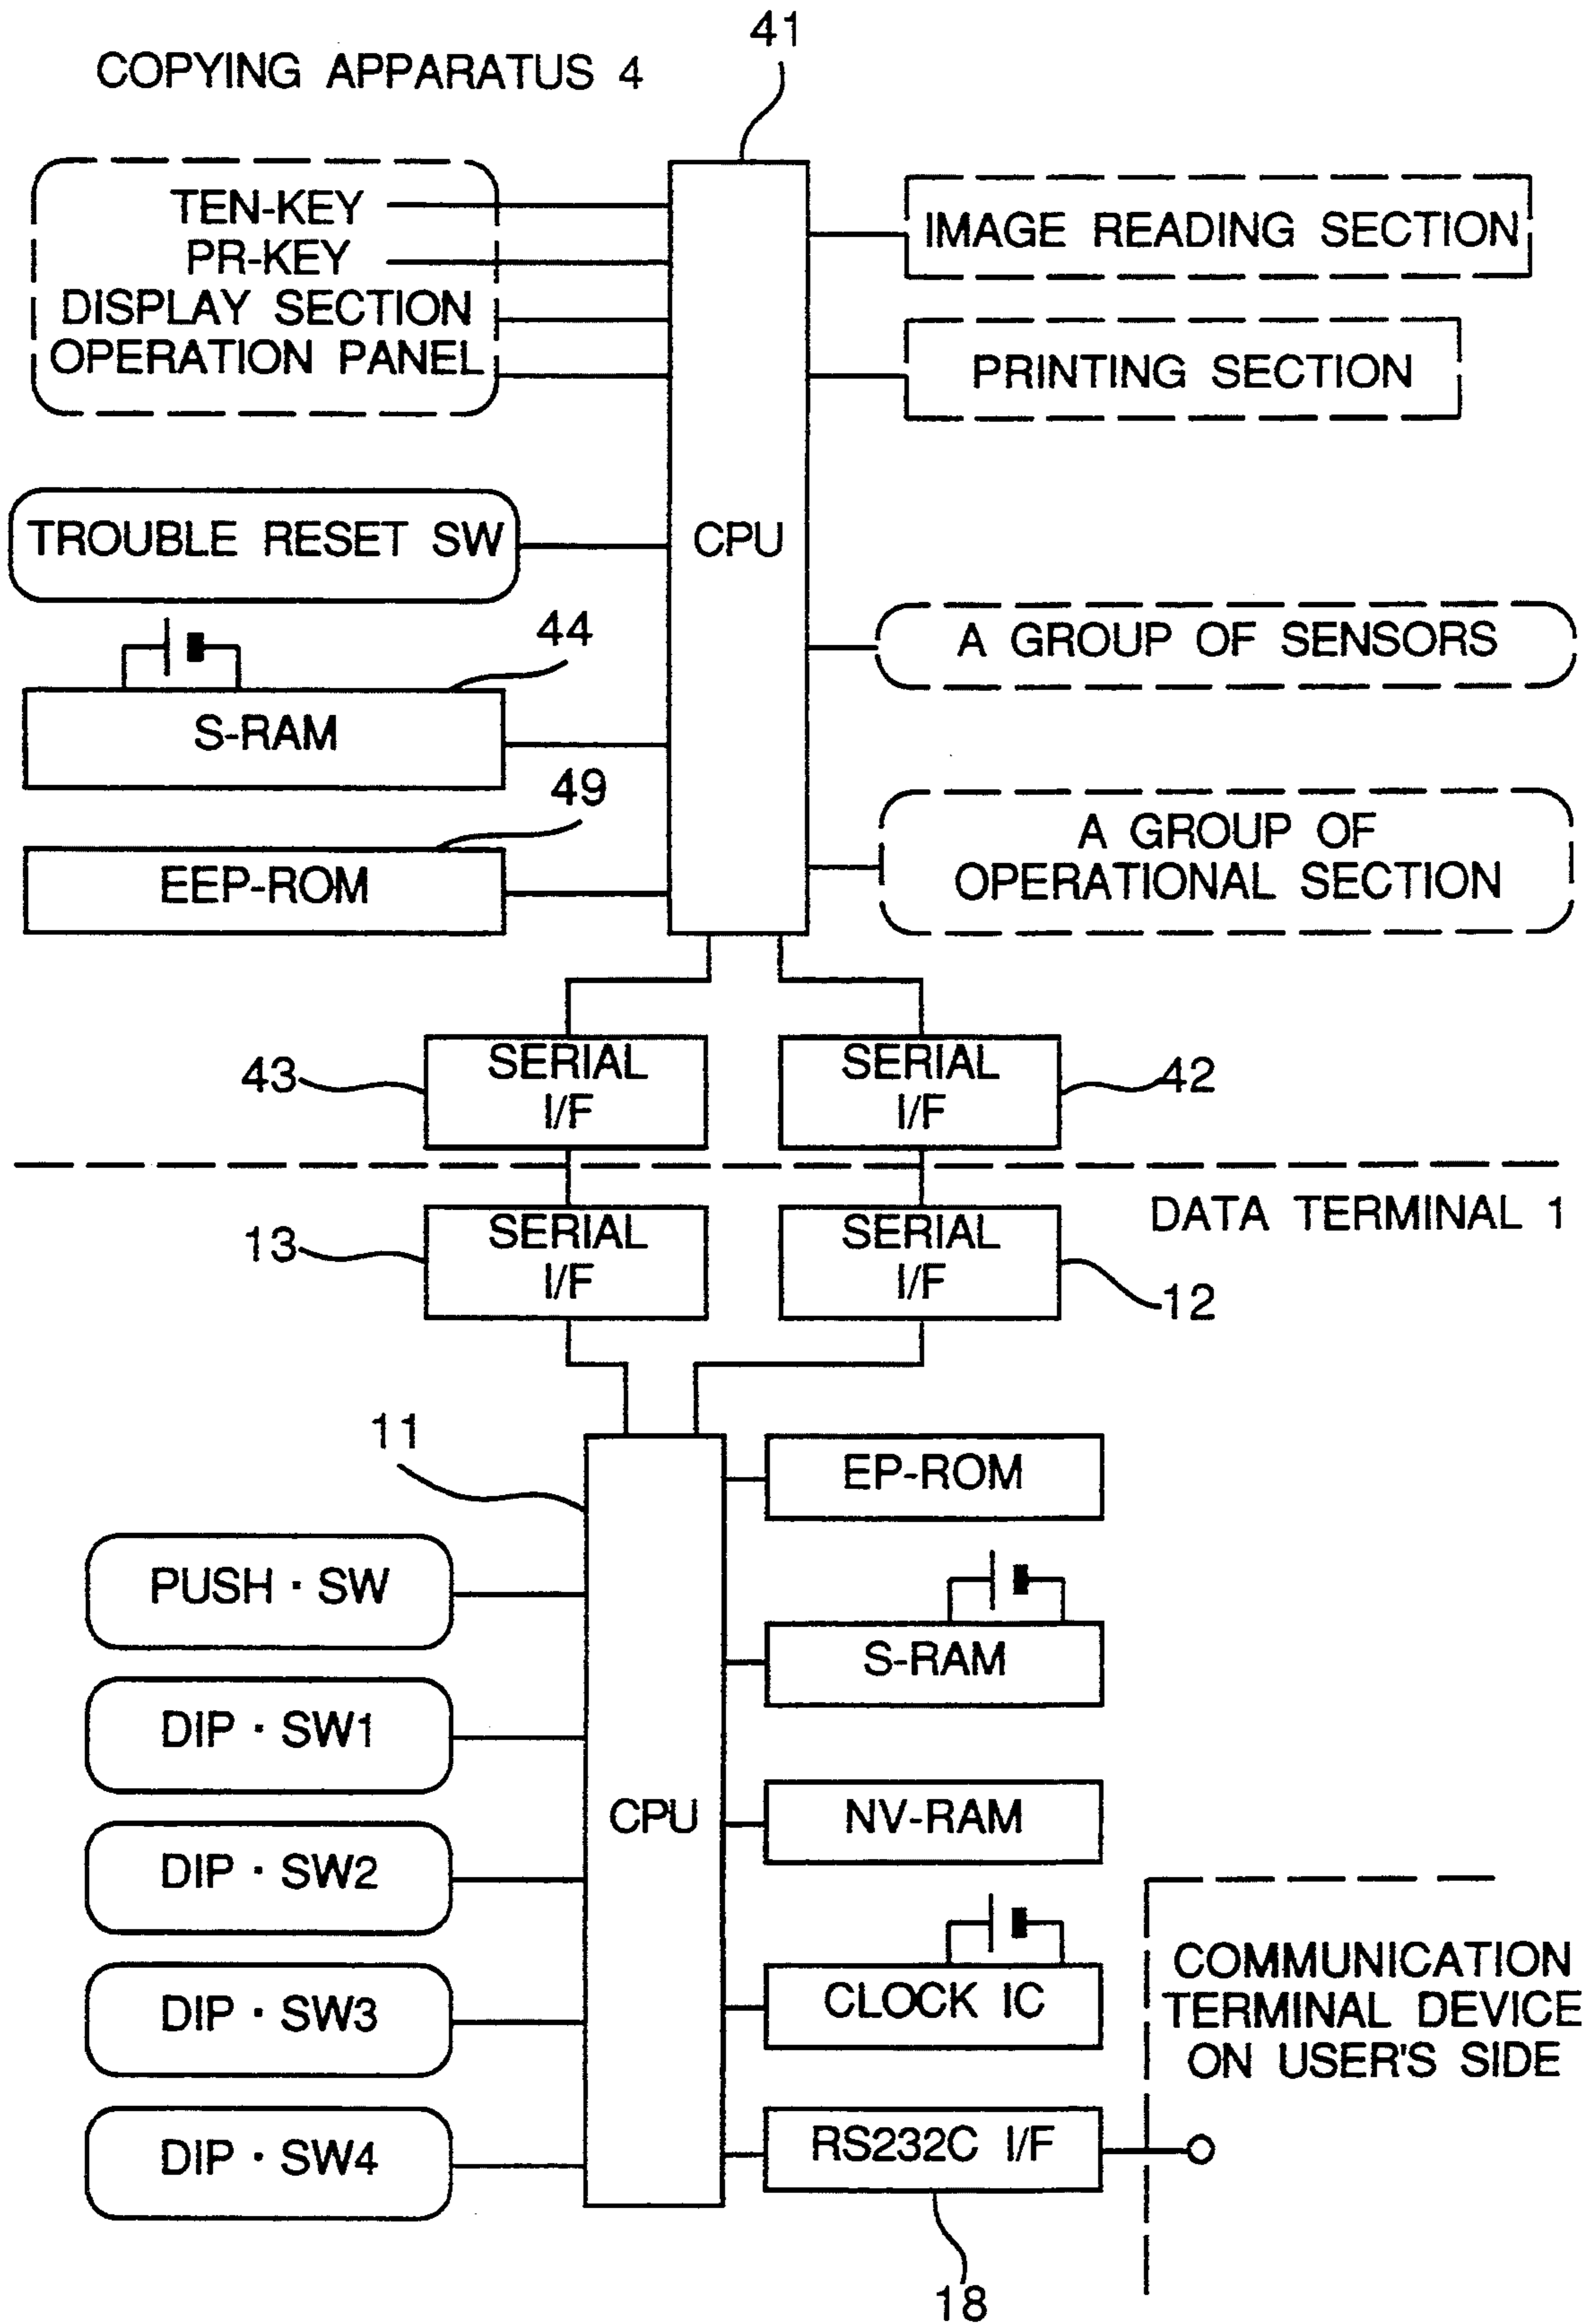 41
COPYING APPARATUS 4
TEN-KEY
PR-KEY
DISPLAY SECTION
OPERATION PANEL
IMAGE READING SECTION
PRINTING SECTION
TROUBLE RESET SW
CPU
44
A GROUP OF SENSORS
S-RAM
49
A GROUP OF
OPERATIONAL SECTION
EEP-ROM
43
SERIAL
I/F
SERIAL
I/F
42
DATA TERMINAL 1
13
SERIAL
I/F
SERIAL
I/F
12
11
EP-ROM
PUSH · SW
S-RAM
DIP · SW1
CPU
NV-RAM
DIP · SW2
COMMUNICATION
TERMINAL DEVICE
ON USER'S SIDE
CLOCK IC
DIP · SW3
RS232C I/F
DIP · SW4
18